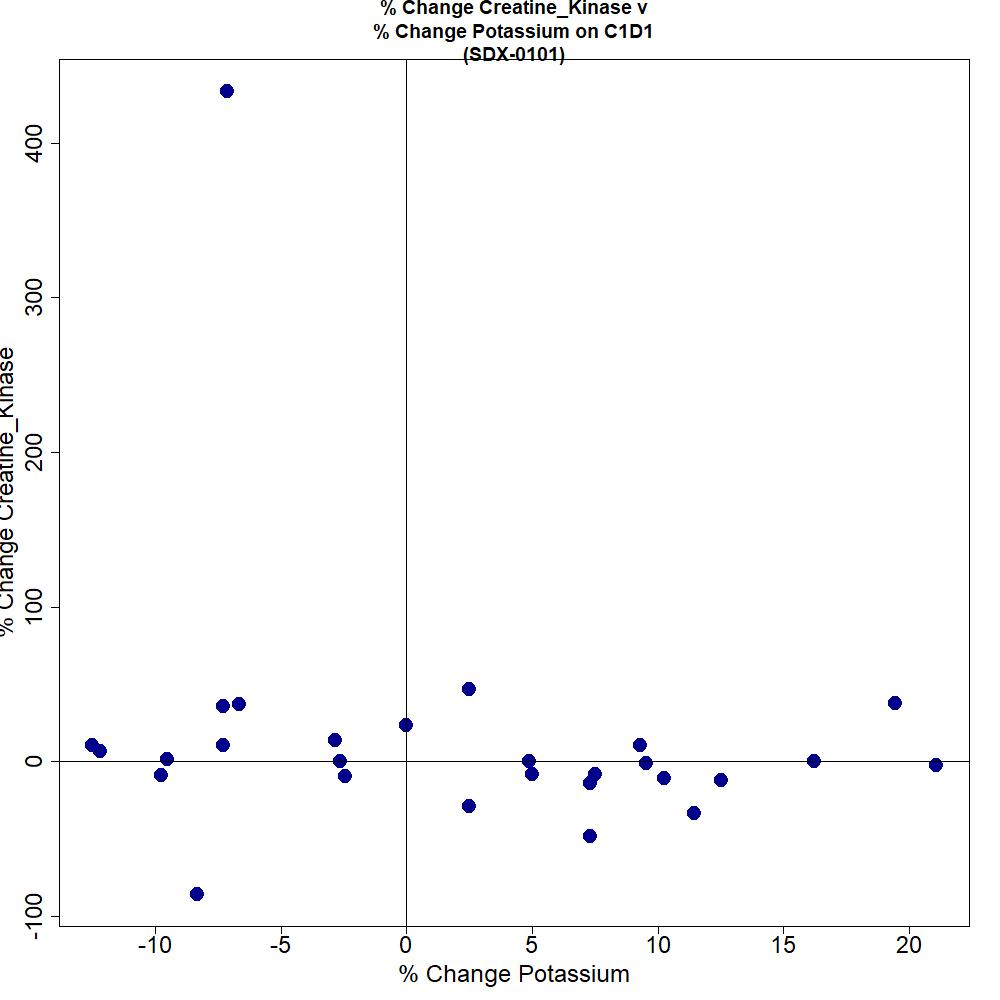 % Change Creatine_Kinase v
% Change Potassium on C1D1
(SDX-0101)
% Change Creatine_Kinase
400
300
200
100
0
-100
-10
-5
0
5
10
15
20
% Change Potassium